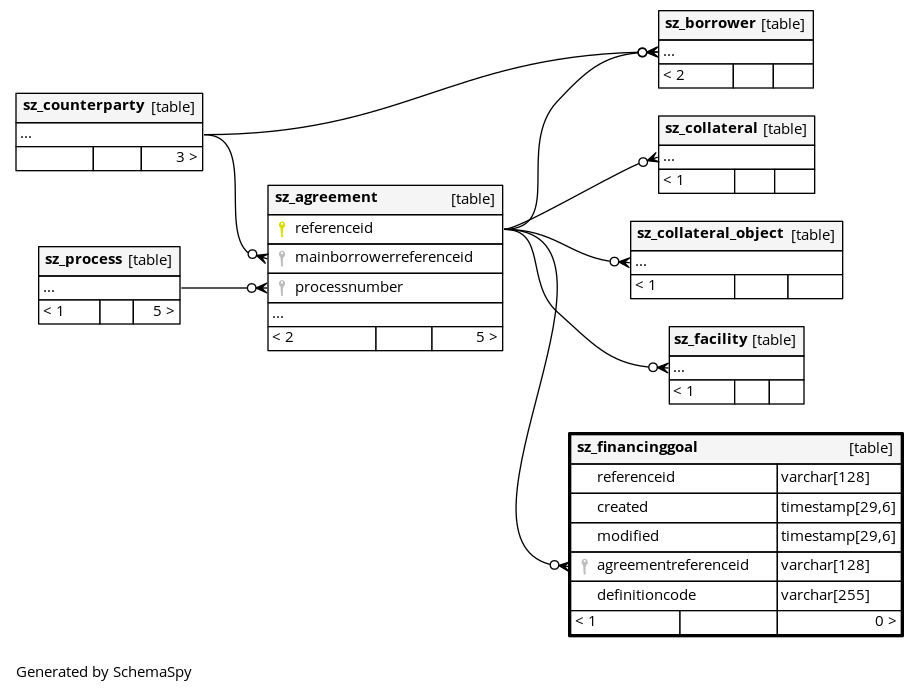 sz_borrower [table]
...
< 2
sz_counterparty [table]
...
3 >
sz_collateral [table]
...
< 1
sz_agreement [table]
referenceid
mainborrowerreferenceid
processnumber
...
< 2 5 >
sz_collateral_object [table]
...
< 1
sz_process [table]
...
< 1 5 >
sz_facility [table]
...
< 1
sz_financinggoal [table]
referenceid varchar[128]
created timestamp[29,6]
modified timestamp[29,6]
agreementreferenceid varchar[128]
definitioncode varchar[255]
< 1 0 >
Generated by SchemaSpy